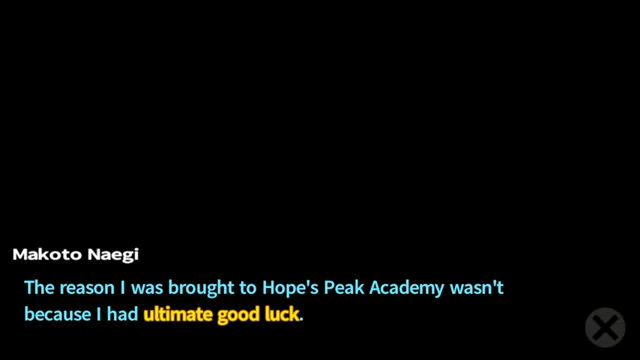 Makoto Naegi
The reason I was brought to Hope's Peak Academy wasn't
because I had ultimate good luck.